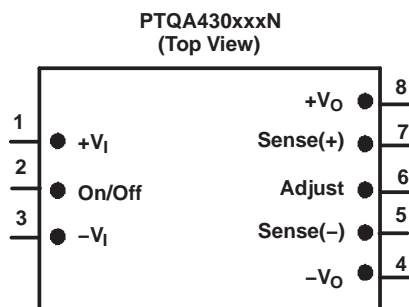 PTQA430xxxN
(Top View)
1
+VI
2
On/Off
3
−VI
+VO
8
Sense(+)
7
Adjust
6
Sense(−)
5
−VO
4